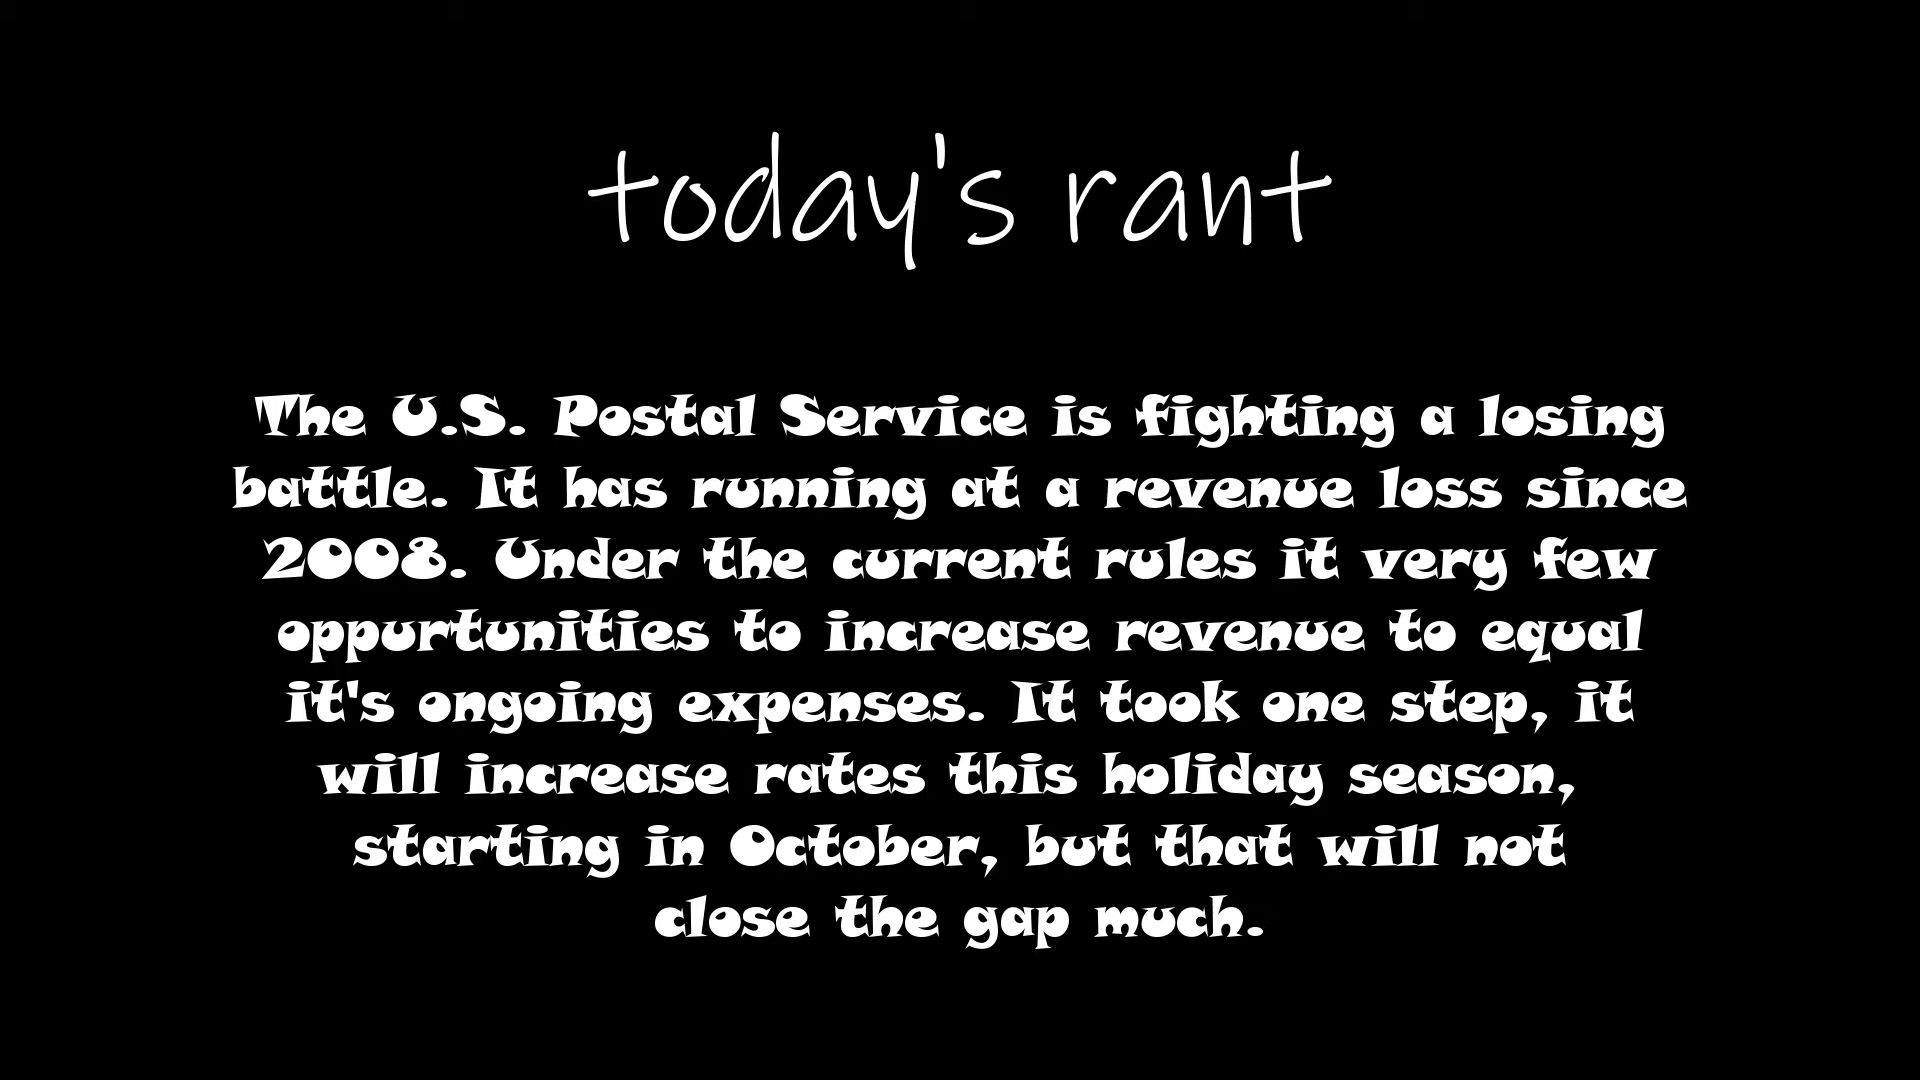 today's rant
The U.S. Postal Service is fighting a losing
battle. It has running at a revenue loss since
2008. Under the current rules it very few
oppurtunities to increase revenue to equal
it's ongoing expenses. It took one step, it
will increase rates this holiday season,
starting in October, but that will not
close the gap much.